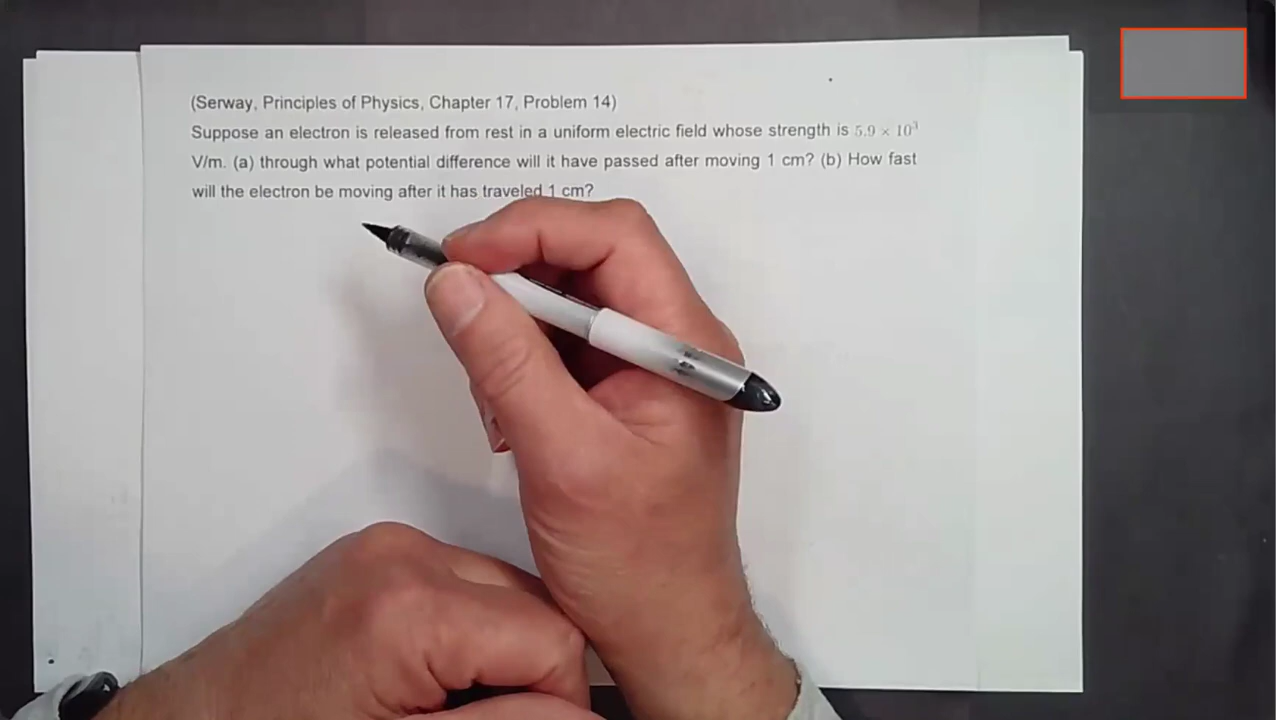 (Serway, Principles of Physics, Chapter 17, Problem 14)
Suppose an electron is released from rest in a uniform electric field whose strength is 5.9 × 10³
V/m. (a) through what potential difference will it have passed after moving 1 cm? (b) How fast
will the electron be moving after it has traveled 1 cm?